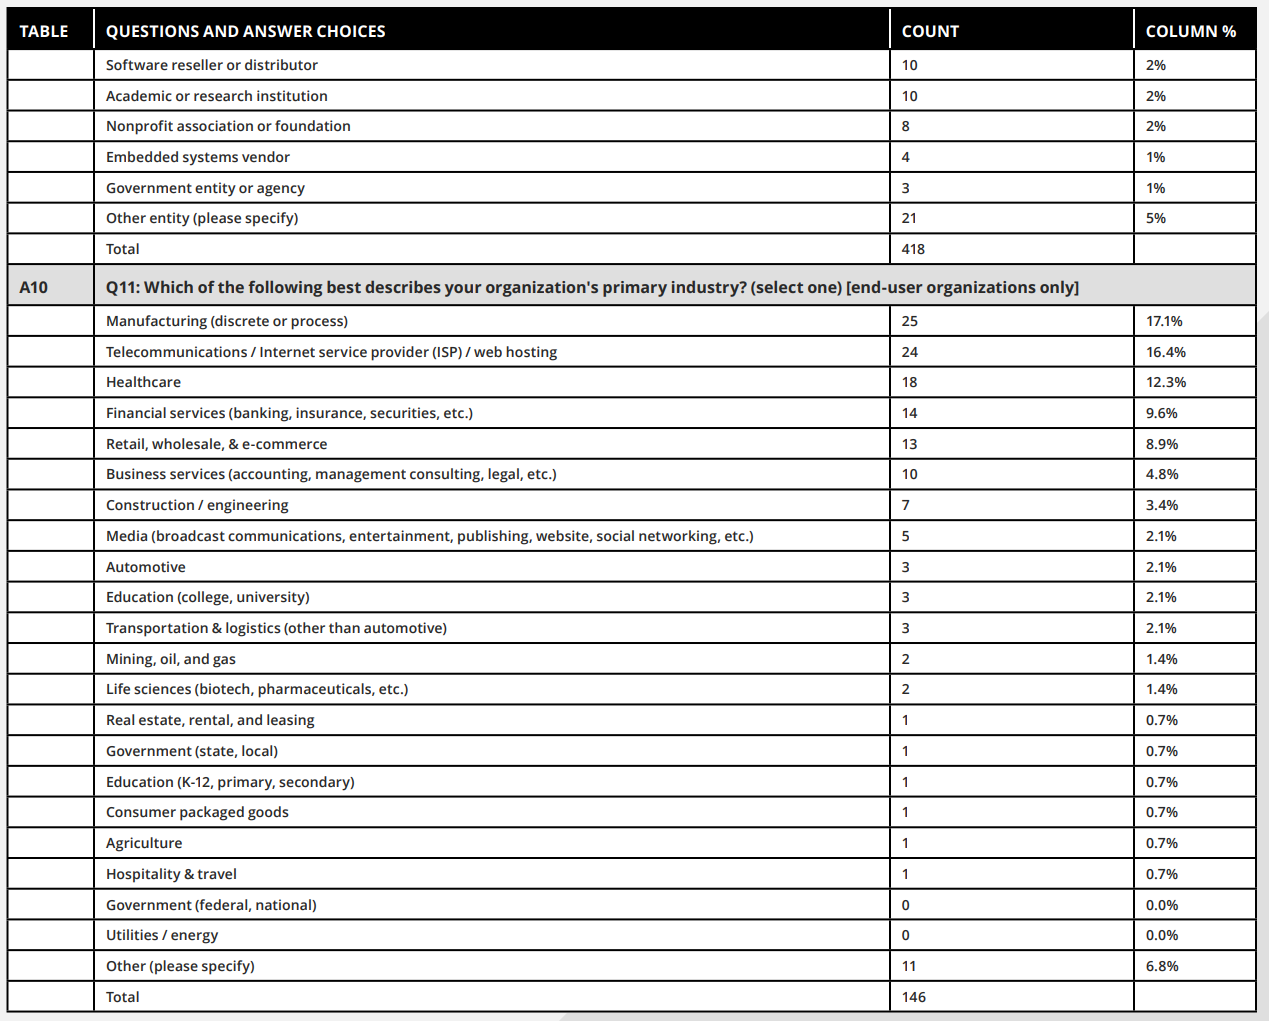 TABLE QUESTIONS AND ANSWER CHOICES COUNT COLUMN %
Software reseller or distributor 10 2%
Academic or research institution 10 2%
Nonprofit association or foundation 8 2%
Embedded systems vendor 4 1%
Government entity or agency 3 1%
Other entity (please specify) 21 5%
Total 418
A10 Q11: Which of the following best describes your organization's primary industry? (select one) [end-user organizations only]
Manufacturing (discrete or process) 25 17.1%
Telecommunications / Internet service provider (ISP) / web hosting 24 16.4%
Healthcare 18 12.3%
Financial services (banking, insurance, securities, etc.) 14 9.6%
Retail, wholesale, & e-commerce 13 8.9%
Business services (accounting, management consulting, legal, etc.) 10 4.8%
Construction / engineering 7 3.4%
Media (broadcast communications, entertainment, publishing, website, social networking, etc.) 5 2.1%
Automotive 3 2.1%
Education (college, university) 3 2.1%
Transportation & logistics (other than automotive) 3 2.1%
Mining, oil, and gas 2 1.4%
Life sciences (biotech, pharmaceuticals, etc.) 2 1.4%
Real estate, rental, and leasing 1 0.7%
Government (state, local) 1 0.7%
Education (K-12, primary, secondary) 1 0.7%
Consumer packaged goods 1 0.7%
Agriculture 1 0.7%
Hospitality & travel 1 0.7%
Government (federal, national) 0 0.0%
Utilities / energy 0 0.0%
Other (please specify) 11 6.8%
Total 146